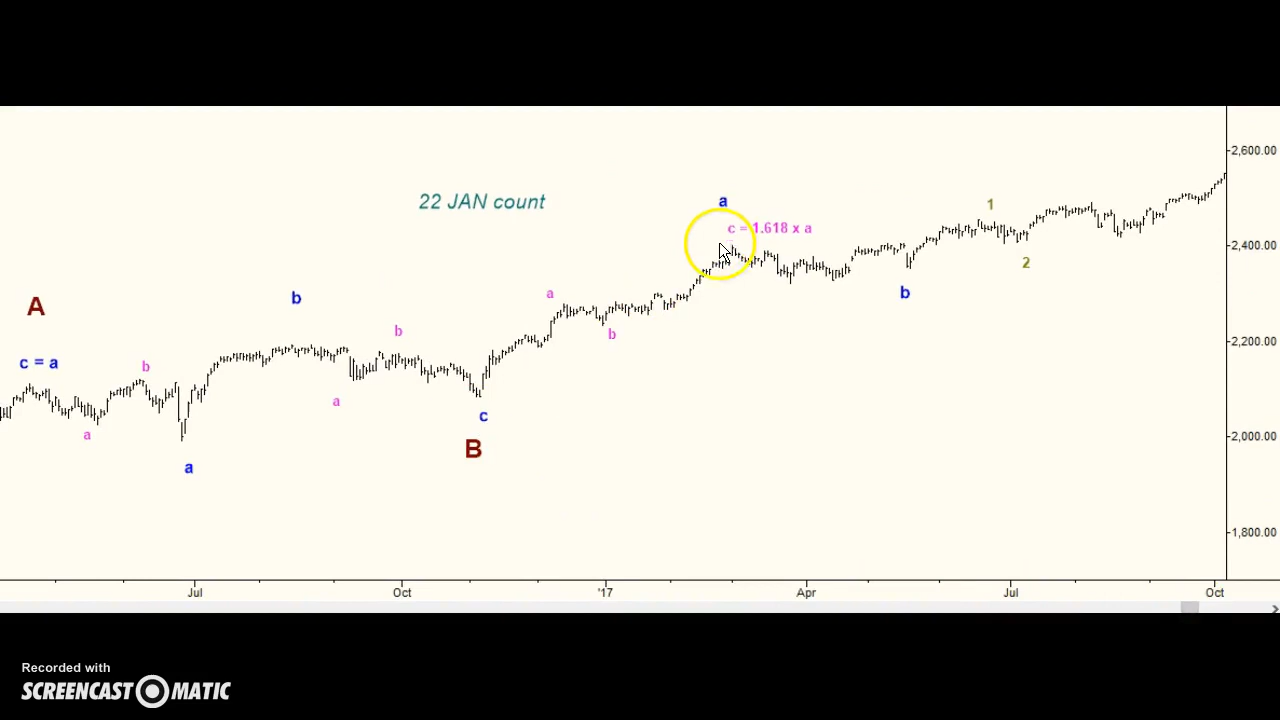 2,600.00
22 JAN count
a
1
c = 1.618 x a
2,400.00
2
A
b
a
b
2,200.00
b
b
c = a
b
a
c
a
2,000.00
B
a
1,800.00
Jul
Oct
'17
Apr
Jul
Oct
Recorded with
SCREENCAST MATIC